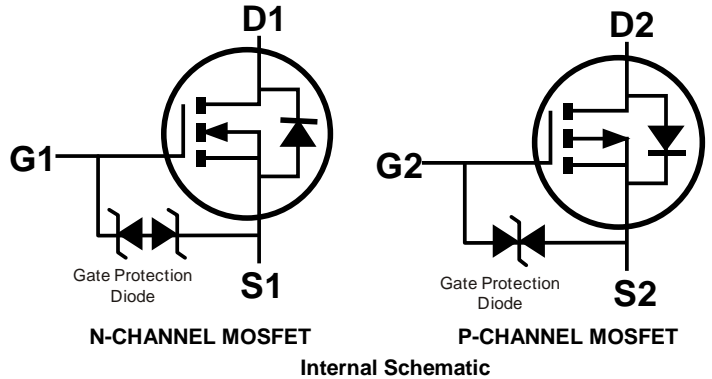 D1
G1
Gate Protection
Diode
S1
N-CHANNEL MOSFET
D2
G2
Gate Protection
Diode
S2
P-CHANNEL MOSFET
Internal Schematic